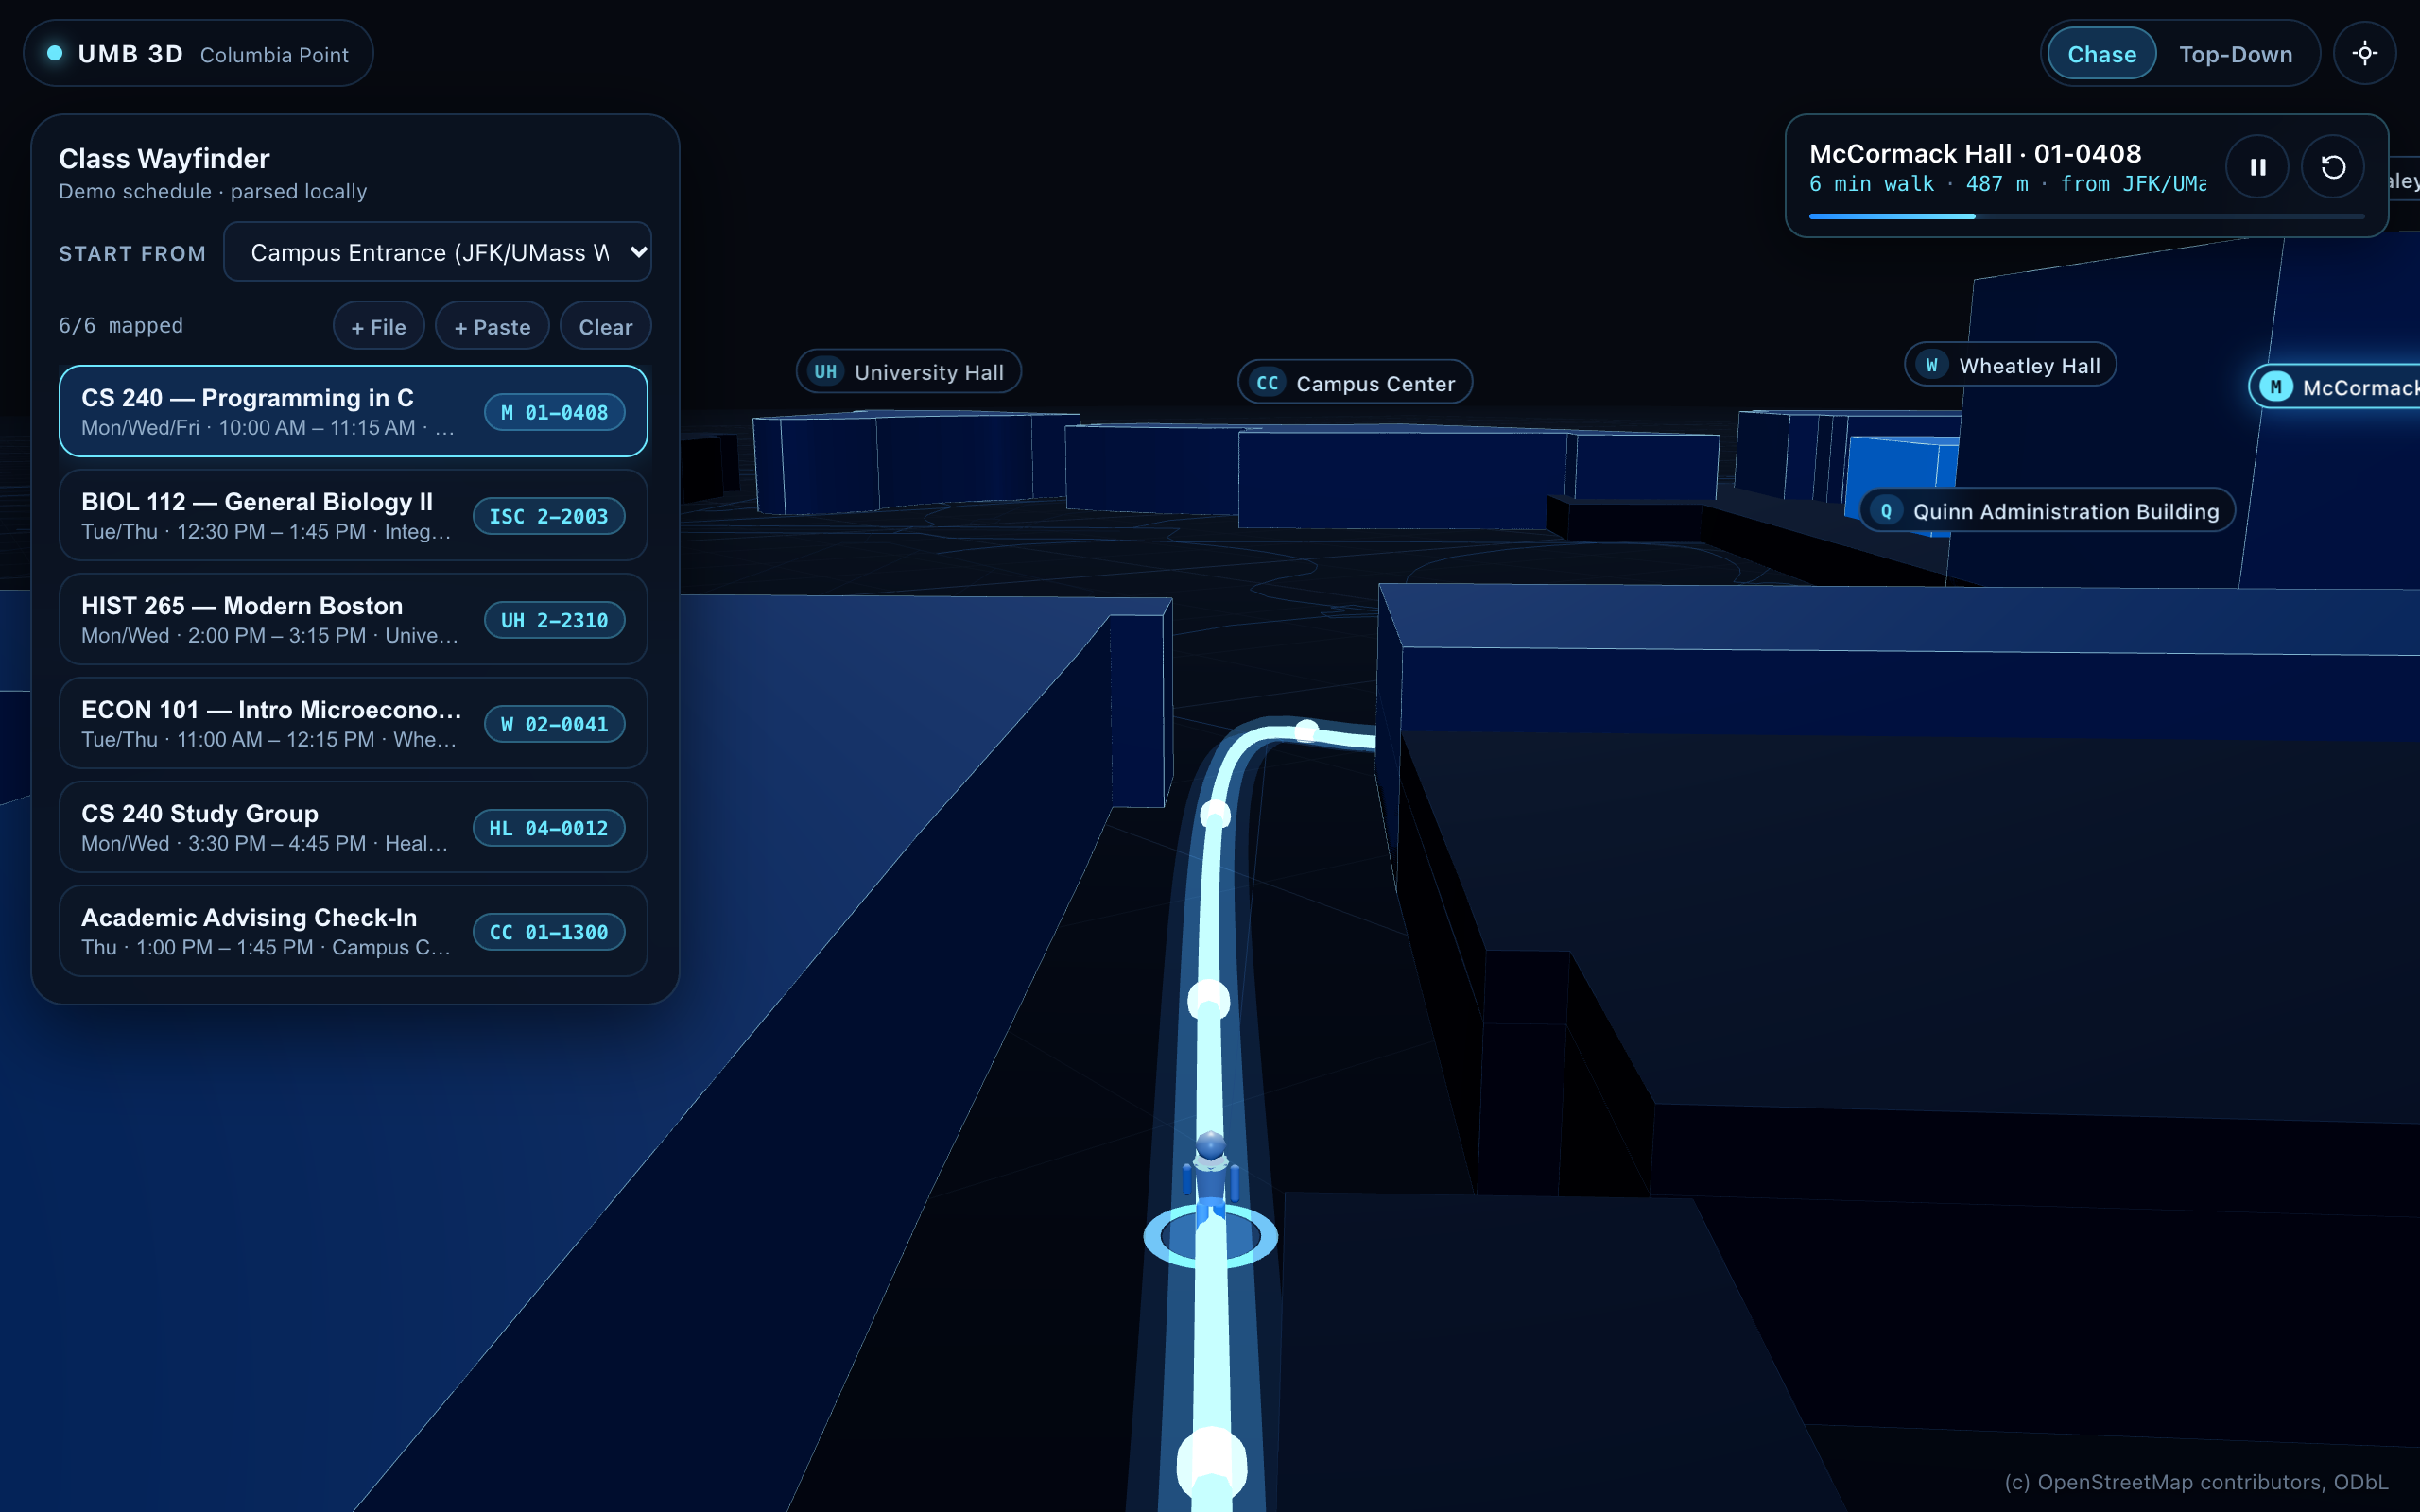 UMB 3D Columbia Point
Chase Top-Down
Class Wayfinder
Demo schedule · parsed locally
START FROM Campus Entrance (JFK/UMass W
6/6 mapped + File + Paste Clear
CS 240 — Programming in C
Mon/Wed/Fri · 10:00 AM – 11:15 AM · ...
M 01-0408
BIOL 112 — General Biology II
Tue/Thu · 12:30 PM – 1:45 PM · Integ...
ISC 2-2003
HIST 265 — Modern Boston
Mon/Wed · 2:00 PM – 3:15 PM · Unive...
UH 2-2310
ECON 101 — Intro Microecono...
Tue/Thu · 11:00 AM – 12:15 PM · Whe...
W 02-0041
CS 240 Study Group
Mon/Wed · 3:30 PM – 4:45 PM · Heal...
HL 04-0012
Academic Advising Check-In
Thu · 1:00 PM – 1:45 PM · Campus C...
CC 01-1300
McCormack Hall · 01-0408
6 min walk · 487 m · from JFK/UMa
aley
UH University Hall
CC Campus Center
W Wheatley Hall
M McCormack
Q Quinn Administration Building
(c) OpenStreetMap contributors, ODbL